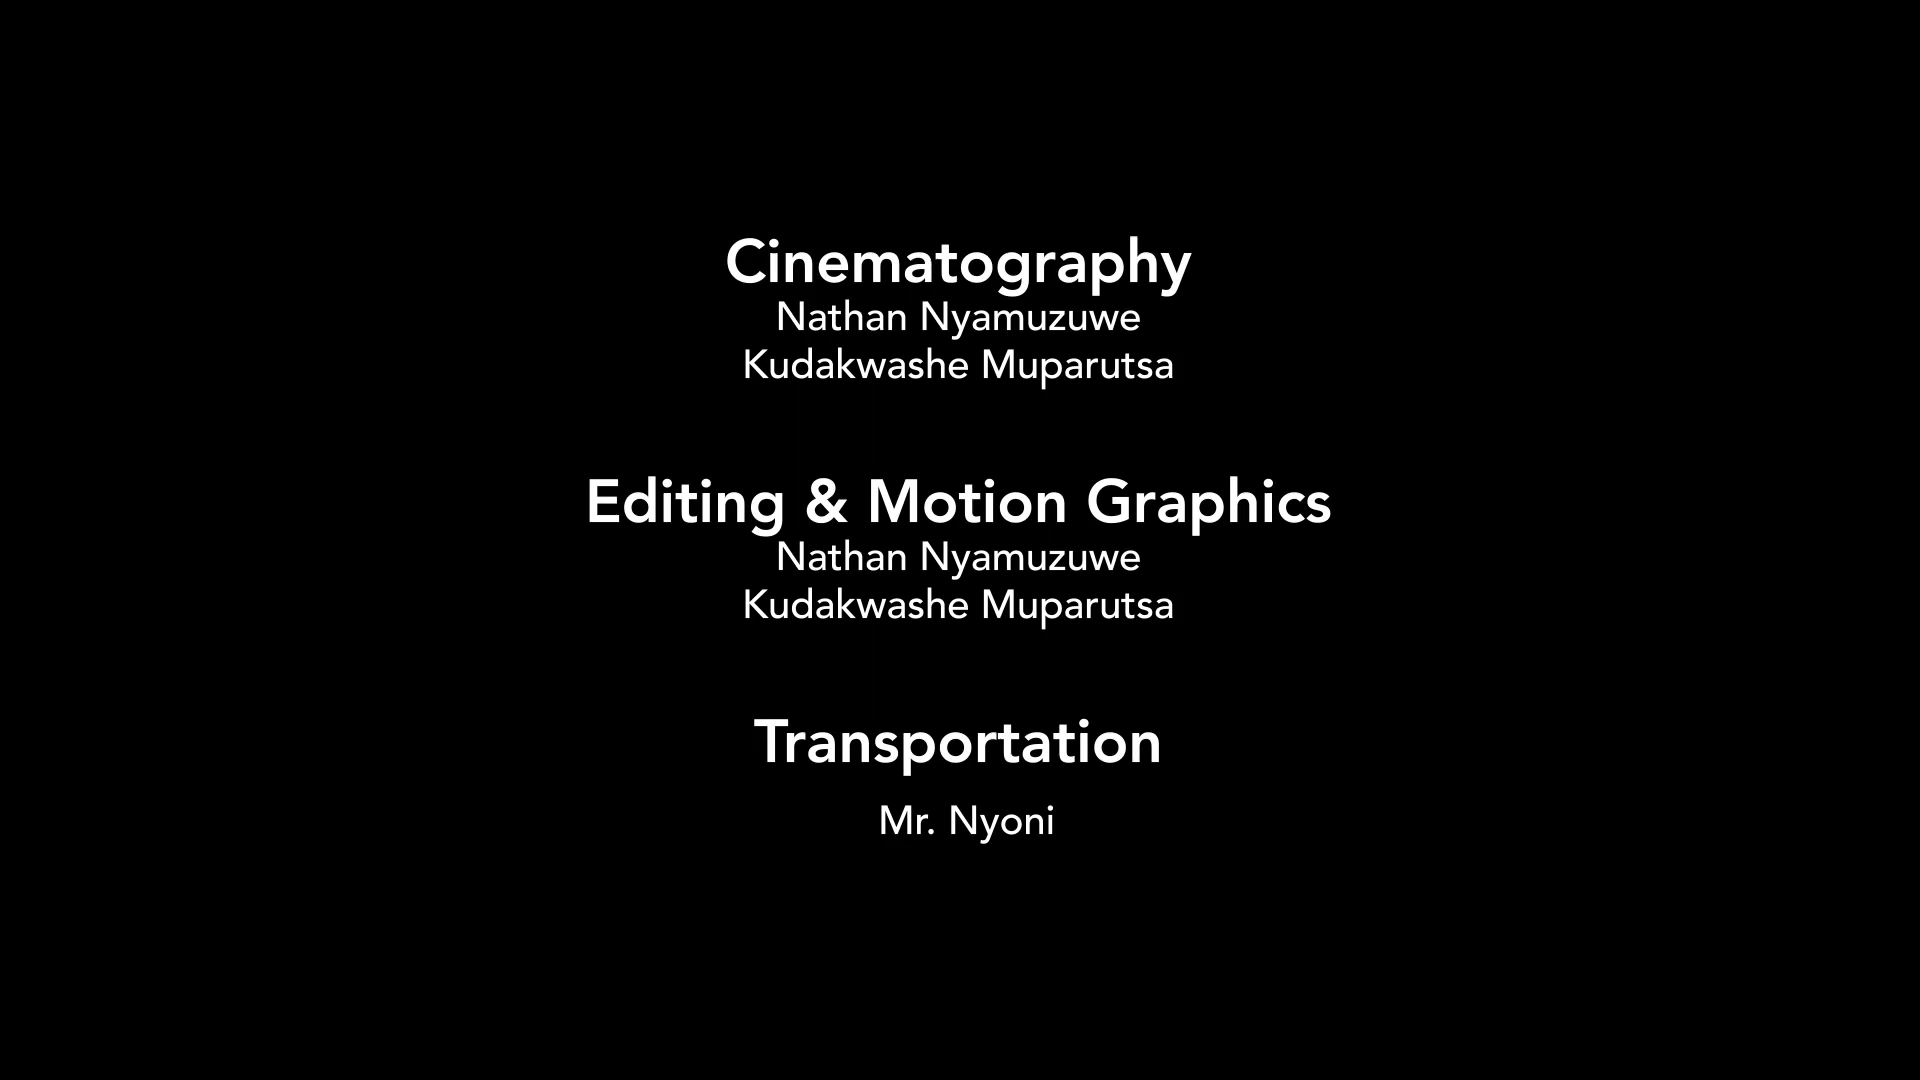 Cinematography
Nathan Nyamuzuwe
Kudakwashe Muparutsa
Editing & Motion Graphics
Nathan Nyamuzuwe
Kudakwashe Muparutsa
Transportation
Mr. Nyoni